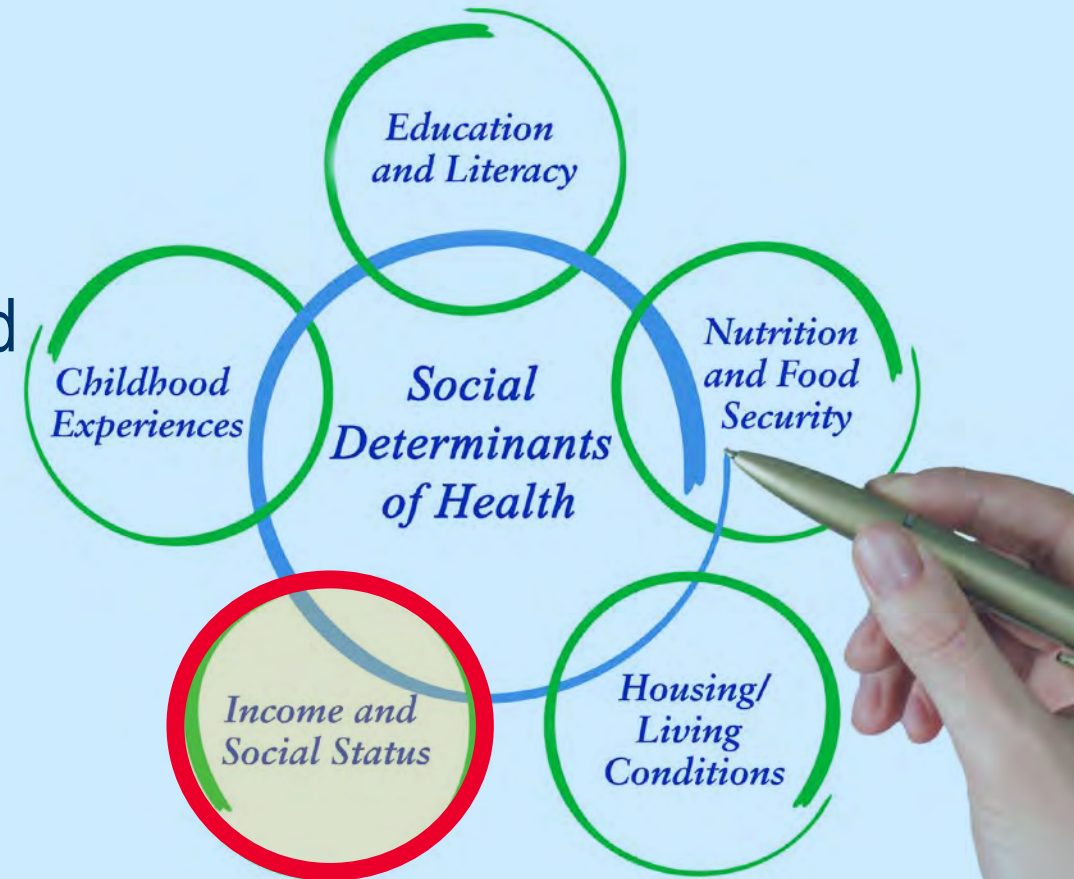 Education
and Literacy
d
Childhood
Experiences
Social
Determinants
of Health
Nutrition
and Food
Security
Income and
Social Status
Housing/
Living
Conditions